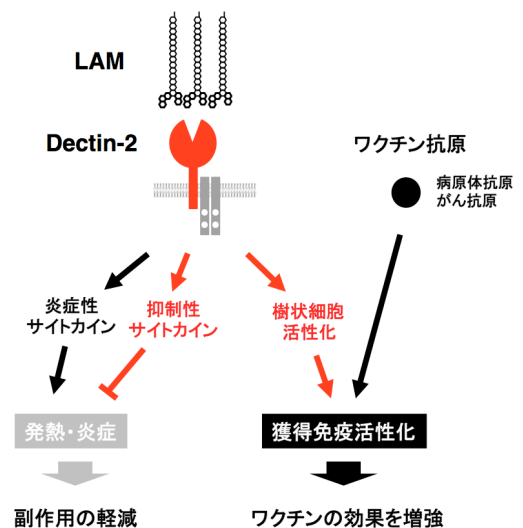 LAM
Dectin-2
ワクチン抗原
病原体抗原
がん抗原
炎症性
サイトカイン
抑制性
サイトカイン
樹状細胞
活性化
発熱・炎症
獲得免疫活性化
副作用の軽減
ワクチンの効果を増強